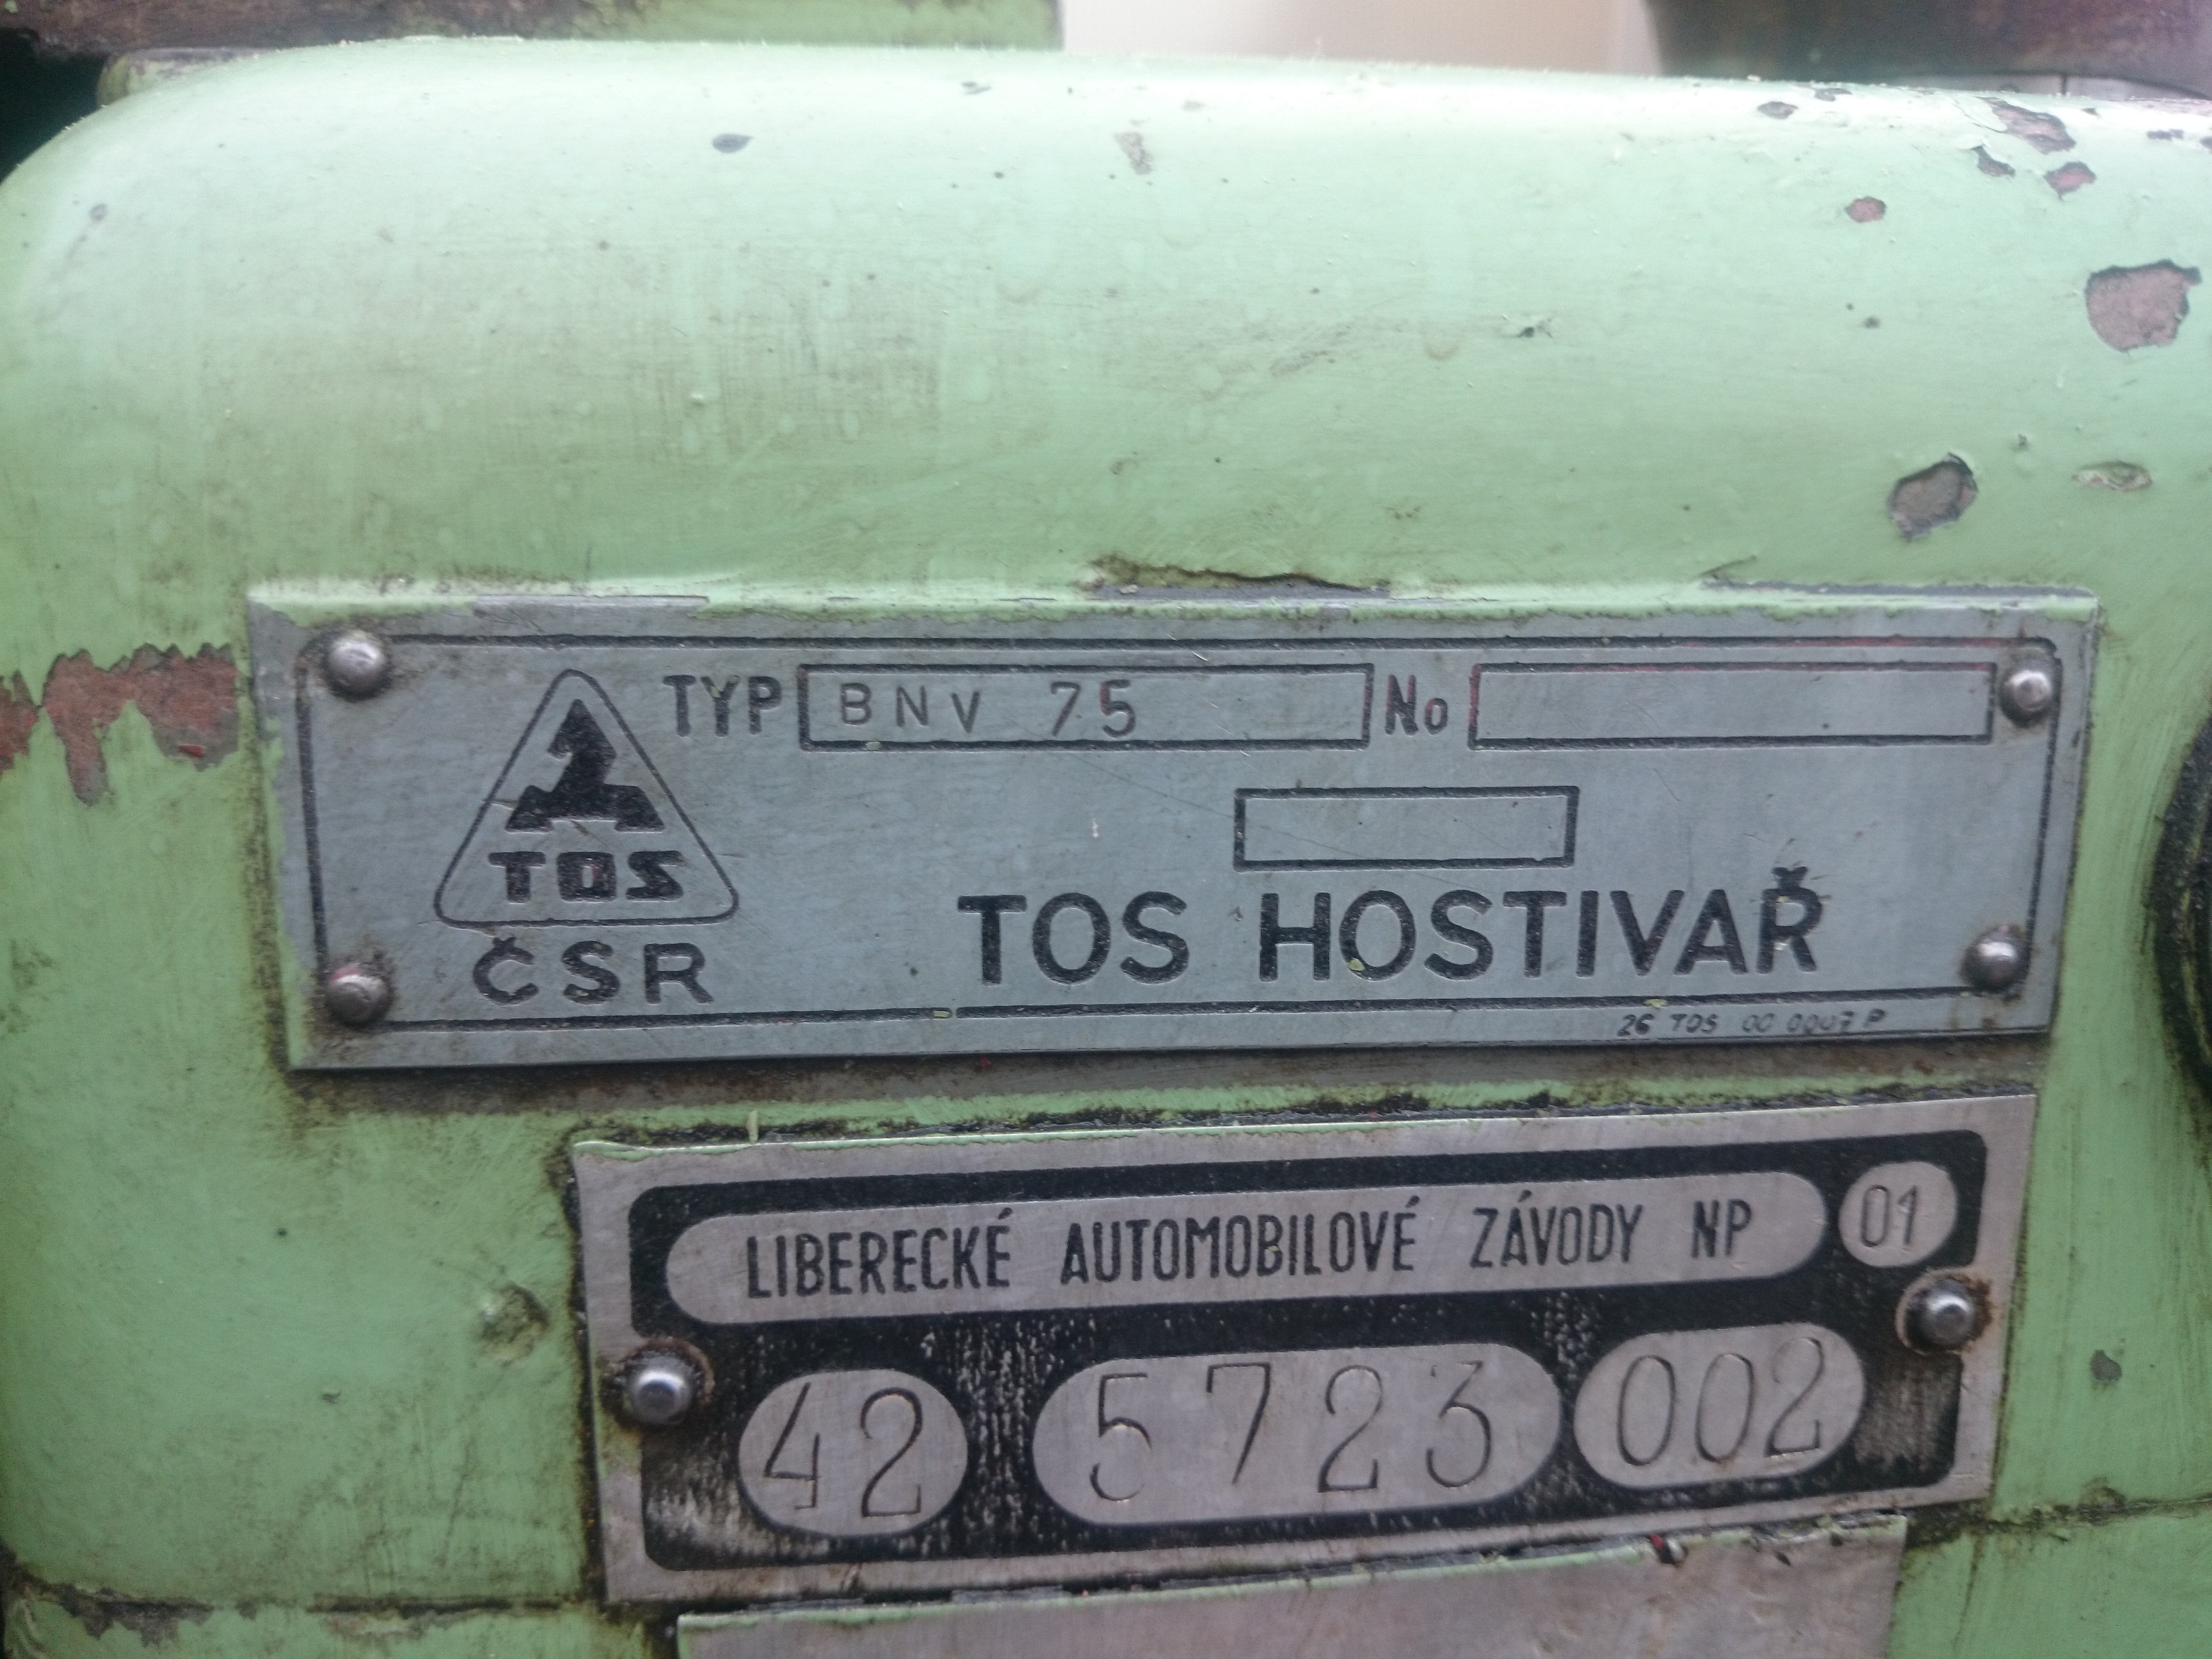 TYP BNV 75 No
TOS
ČSR
TOS HOSTIVAŘ
26 TOS 00 0007 P
LIBERECKÉ AUTOMOBILOVÉ ZÁVODY NP 01
42 5723 002